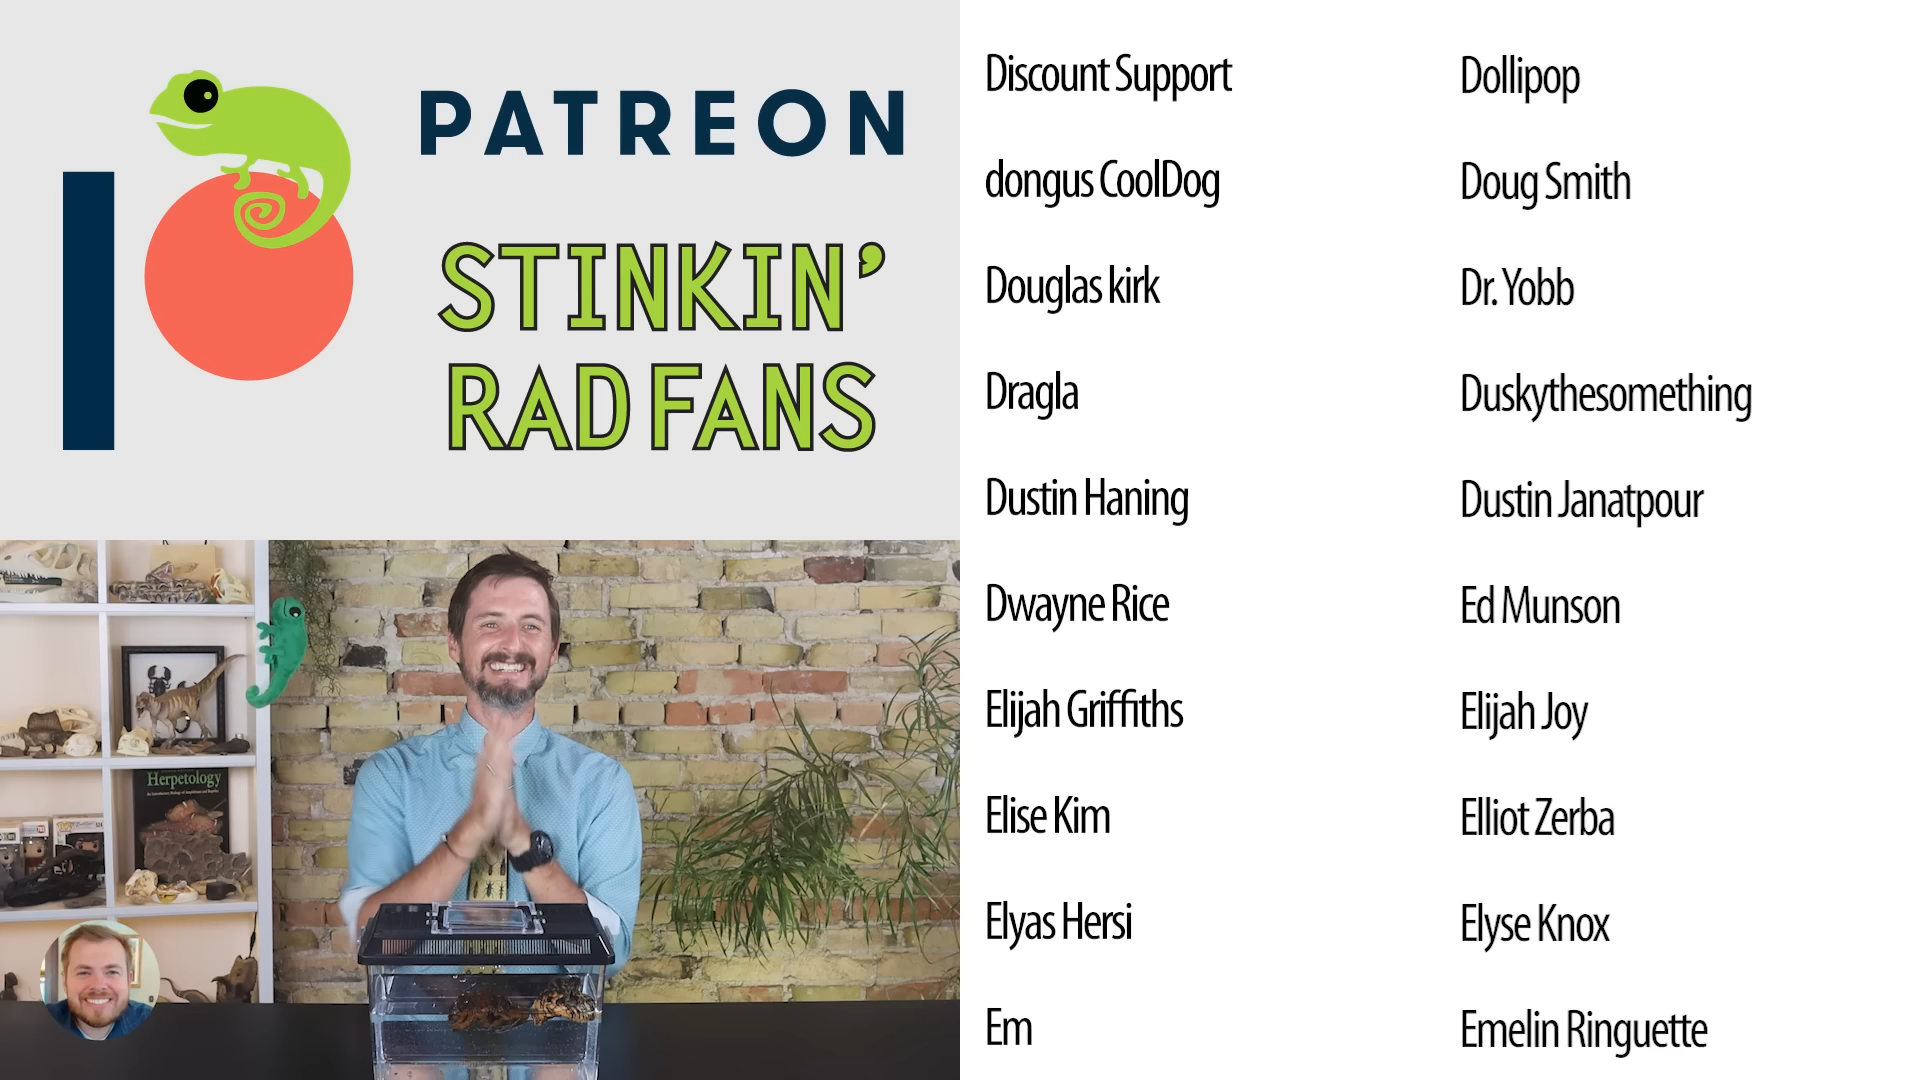 PATREON
STINKIN'
RAD FANS
Herpetology
Discount Support
Dollipop
dongus CoolDog
Doug Smith
Douglas kirk
Dr. Yobb
Dragla
Duskythesomething
Dustin Haning
Dustin Janatpour
Dwayne Rice
Ed Munson
Elijah Griffiths
Elijah Joy
Elise Kim
Elliot Zerba
Elyas Hersi
Elyse Knox
Em
Emelin Ringuette